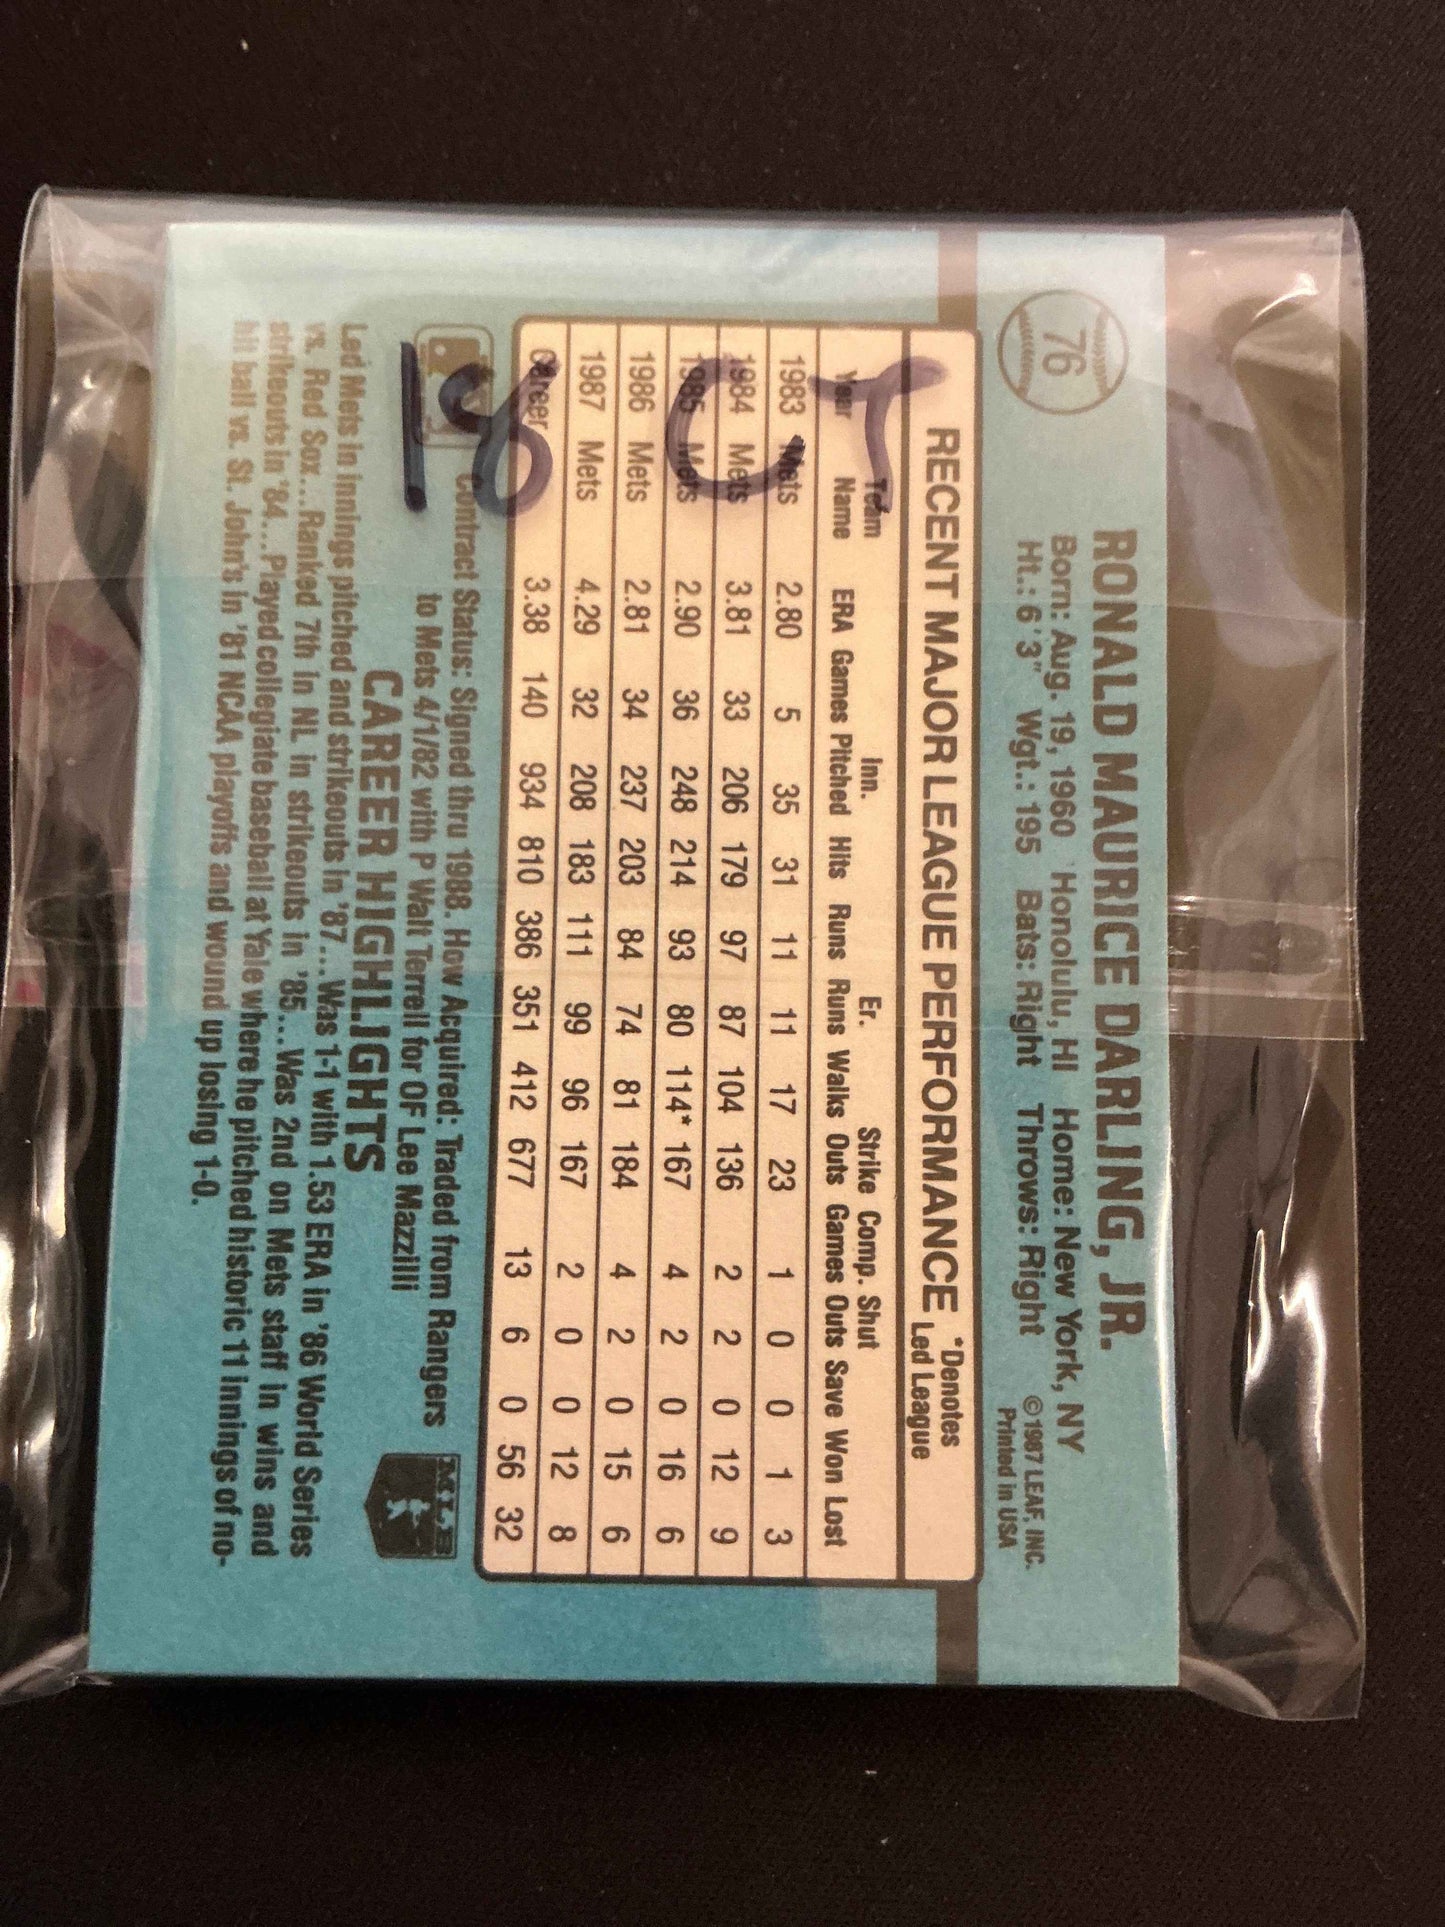 76
RONALD MAURICE DARLING, JR.
Born: Aug. 19, 1960 Honolulu, HI Home: New York, NY
Ht.: 6'3" Wgt.: 195 Bats: Right Throws: Right
©1987 LEAF, INC.
Printed in USA
RECENT MAJOR LEAGUE PERFORMANCE *Denotes Led League
Year Team Name ERA Games Inn. Pitched Hits Runs Er. Runs Walks Strike Outs Comp. Games Shut Outs Save Won Lost
1983 Mets 2.80 5 35 31 11 11 17 23 1 0 0 1 3
1984 Mets 3.81 33 206 179 97 87 104 136 2 2 0 12 9
1985 Mets 2.90 36 248 214 93 80 114* 167 4 2 0 16 6
1986 Mets 2.81 34 237 203 84 74 81 184 4 2 0 15 6
1987 Mets 4.29 32 208 183 111 99 96 167 2 0 0 12 8
Career 3.38 140 934 810 386 351 412 677 13 6 0 56 32
Contract Status: Signed thru 1988. How Acquired: Traded from Rangers
to Mets 4/1/82 with P Walt Terrell for OF Lee Mazzilli
MLB
CAREER HIGHLIGHTS
Led Mets in innings pitched and strikeouts in '87...Was 1-1 with 1.53 ERA in '86 World Series
vs. Red Sox...Ranked 7th in NL in strikeouts in '85...Was 2nd on Mets staff in wins and
strikeouts in '84...Played collegiate baseball at Yale where he pitched historic 11 innings of no-
hit ball vs. St. John's in '81 NCAA playoffs and wound up losing 1-0.